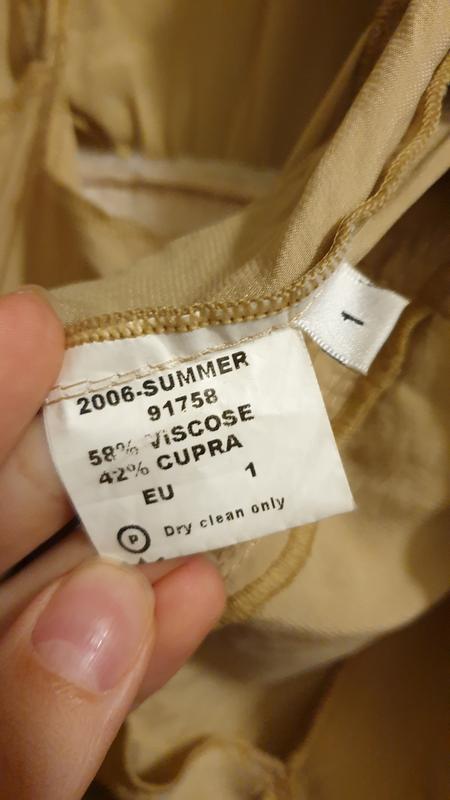 2006-SUMMER
91758
58% VISCOSE
42% CUPRA
EU 1
P Dry clean only
1